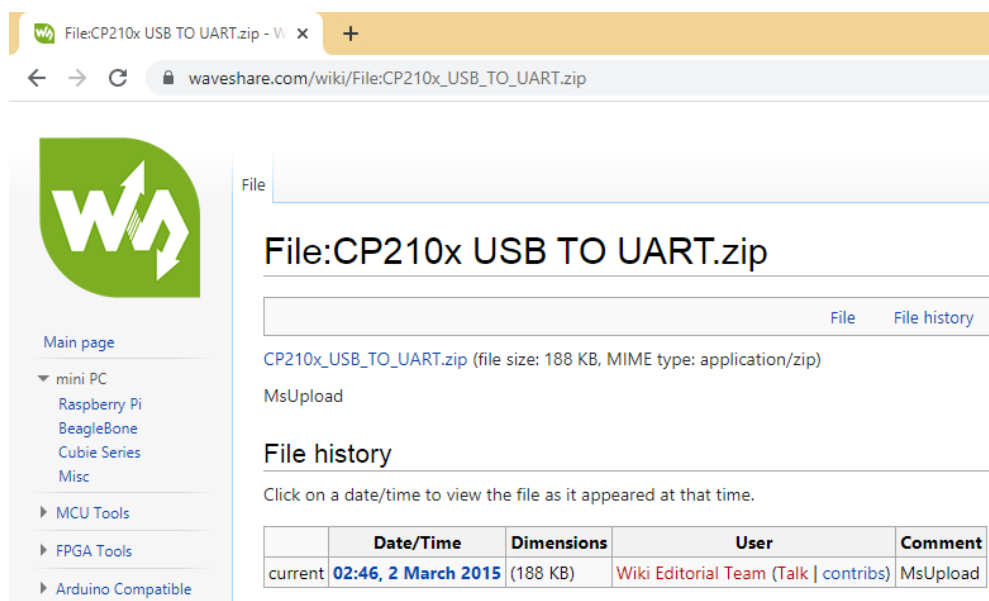 File:CP210x USB TO UART.zip - W
waveshare.com/wiki/File:CP210x_USB_TO_UART.zip
File
File:CP210x USB TO UART.zip
File File history
Main page
CP210x_USB_TO_UART.zip (file size: 188 KB, MIME type: application/zip)
mini PC
MsUpload
Raspberry Pi
BeagleBone
Cubie Series
Misc
MCU Tools
FPGA Tools
Arduino Compatible
File history
Click on a date/time to view the file as it appeared at that time.
Date/Time Dimensions User Comment
current 02:46, 2 March 2015 (188 KB) Wiki Editorial Team (Talk | contribs) MsUpload